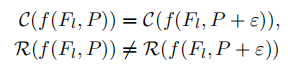 𝒞(f(F_l, P)) = 𝒞(f(F_l, P + ε)),
ℛ(f(F_l, P)) ≠ ℛ(f(F_l, P + ε))